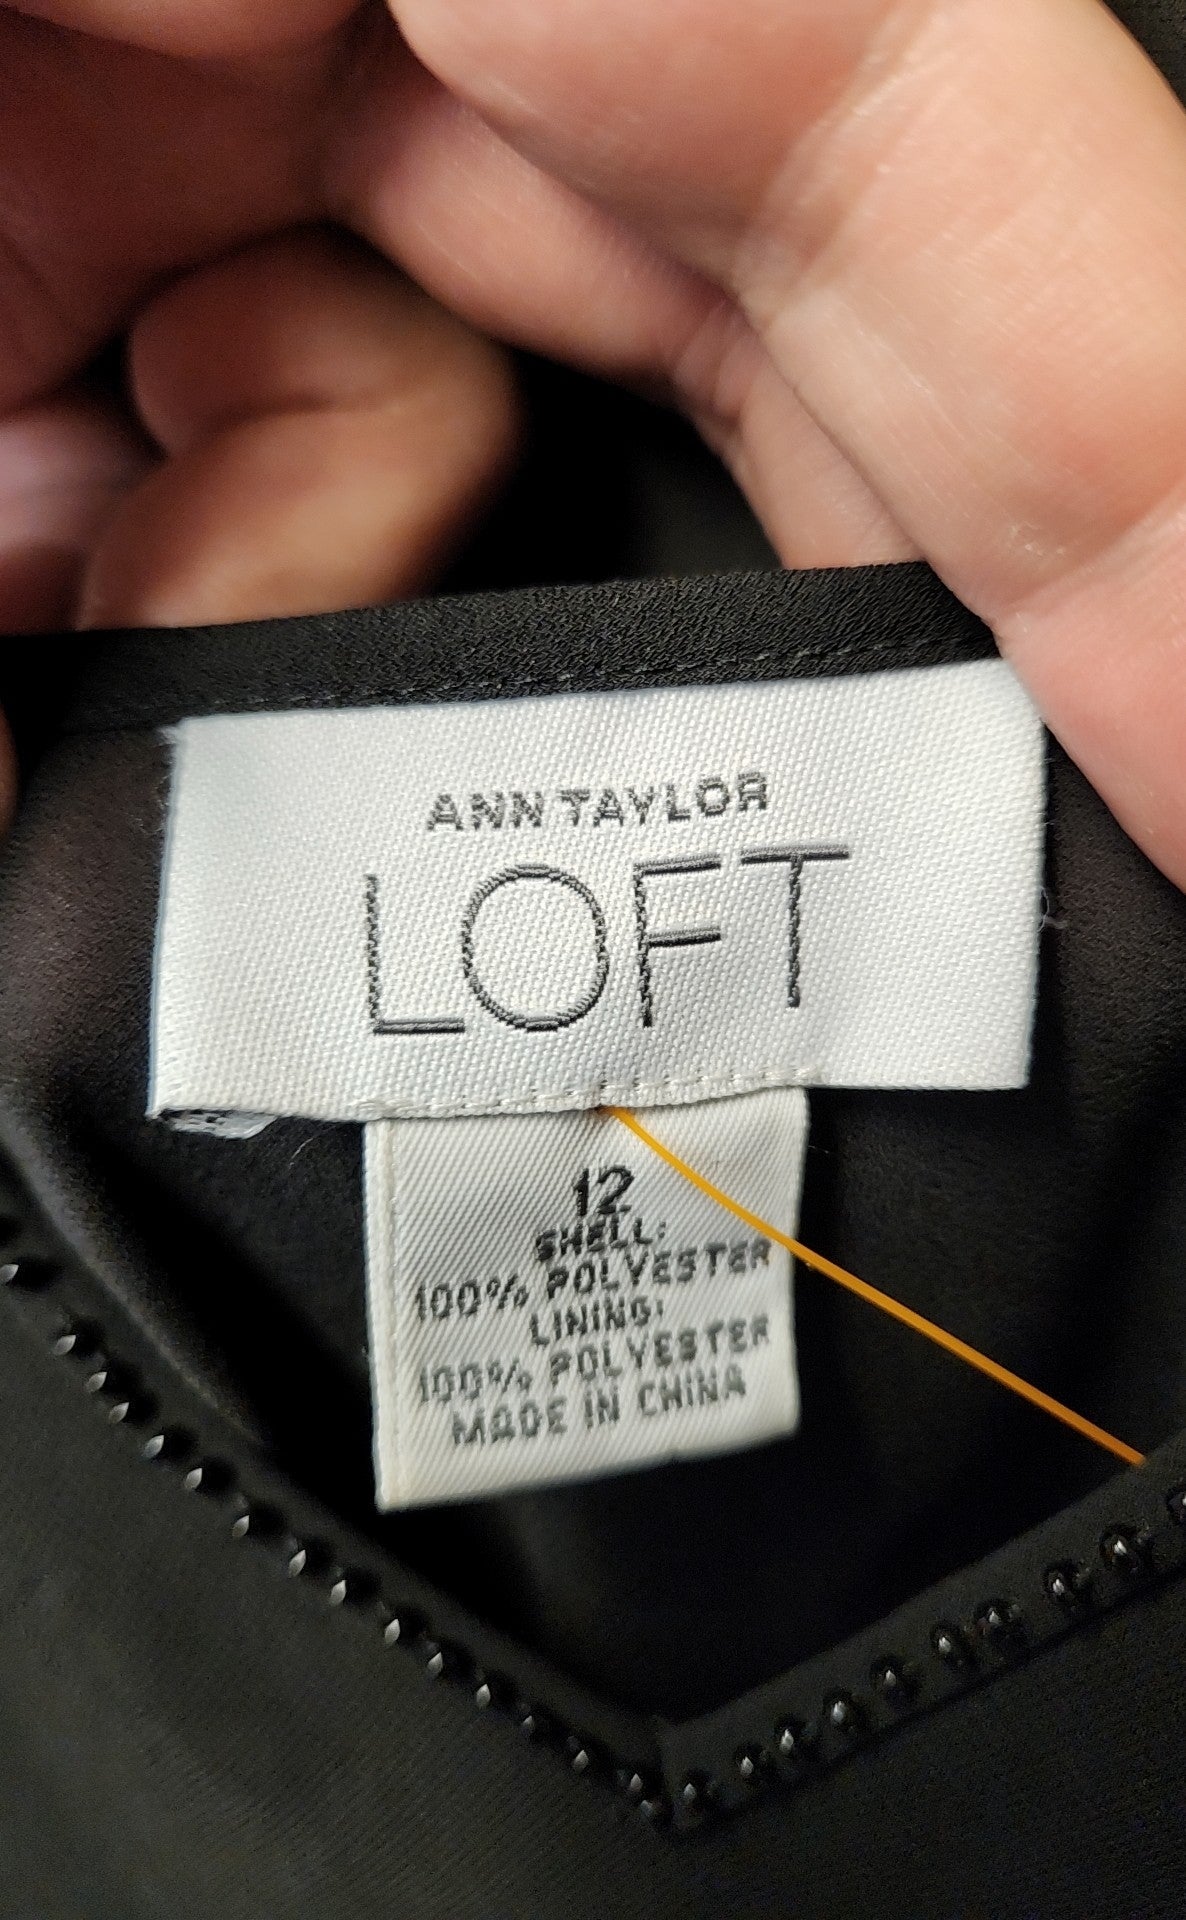 ANN TAYLOR
LOFT
12
SHELL:
100% POLYESTER
LINING:
100% POLYESTER
MADE IN CHINA